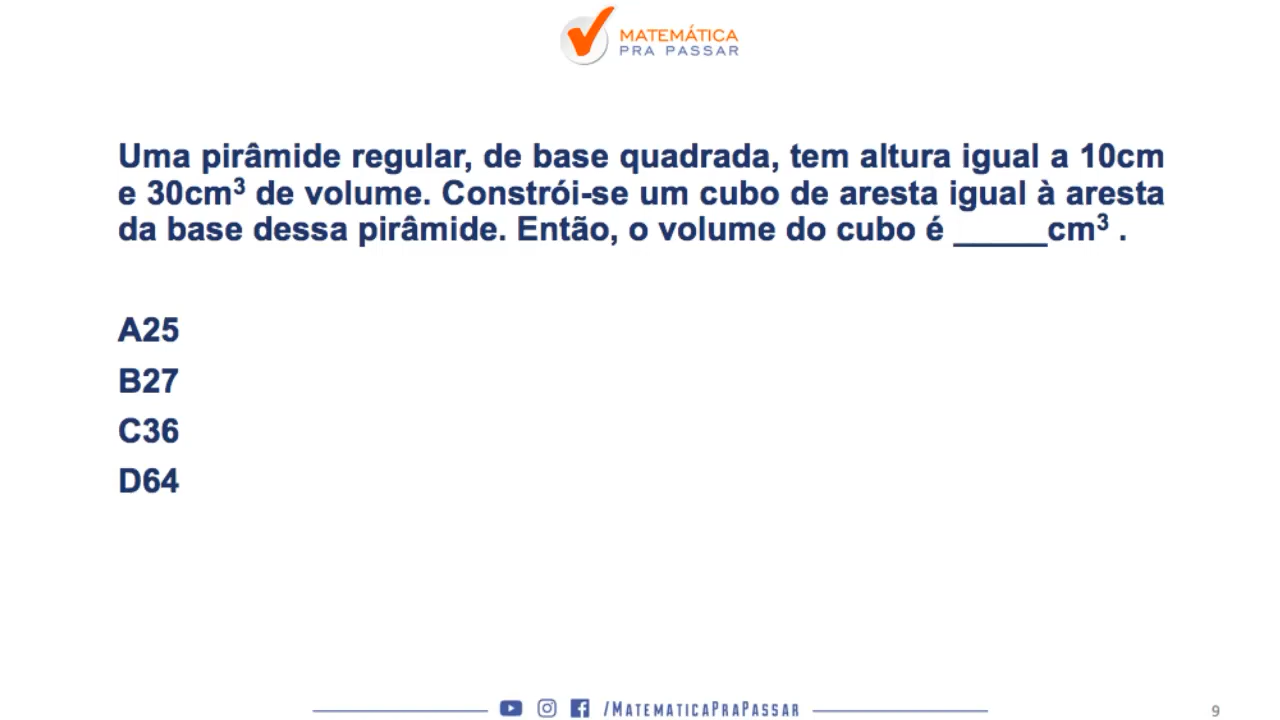 MATEMÁTICA
PRA PASSAR
Uma pirâmide regular, de base quadrada, tem altura igual a 10cm
e 30cm³ de volume. Constrói-se um cubo de aresta igual à aresta
da base dessa pirâmide. Então, o volume do cubo é _____cm³ .
A25
B27
C36
D64
/MATEMATICAPRAPASSAR
9